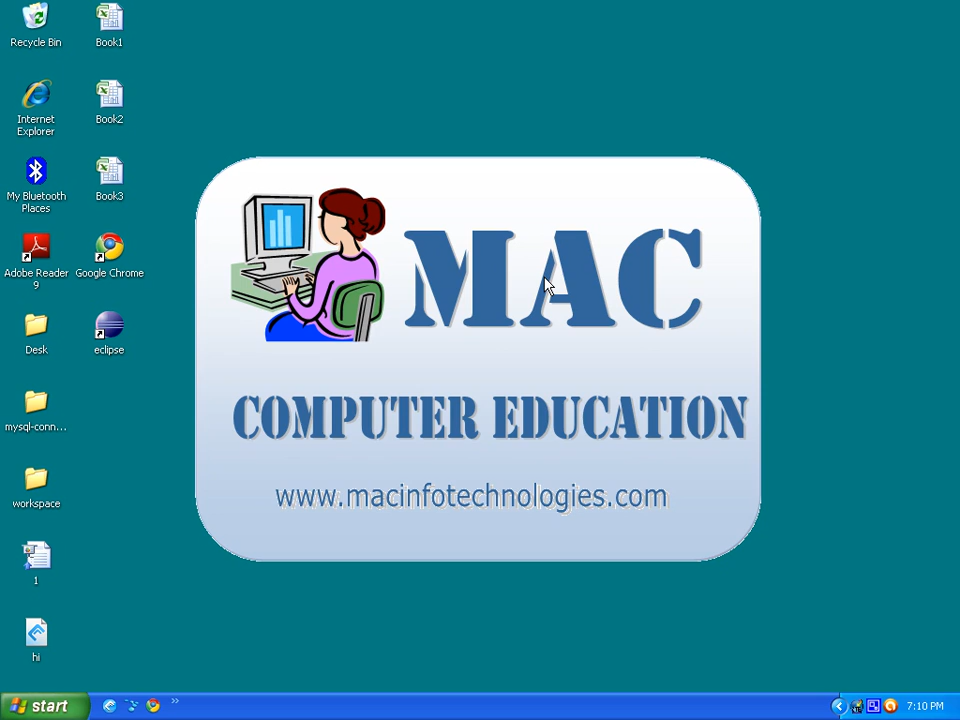 Recycle Bin
Book1
Internet
Explorer
Book2
My Bluetooth
Places
Book3
Adobe Reader
9
Google Chrome
Desk
eclipse
mysql-conn...
workspace
1
hi
MAC
COMPUTER EDUCATION
www.macinfotechnologies.com
start
7:10 PM